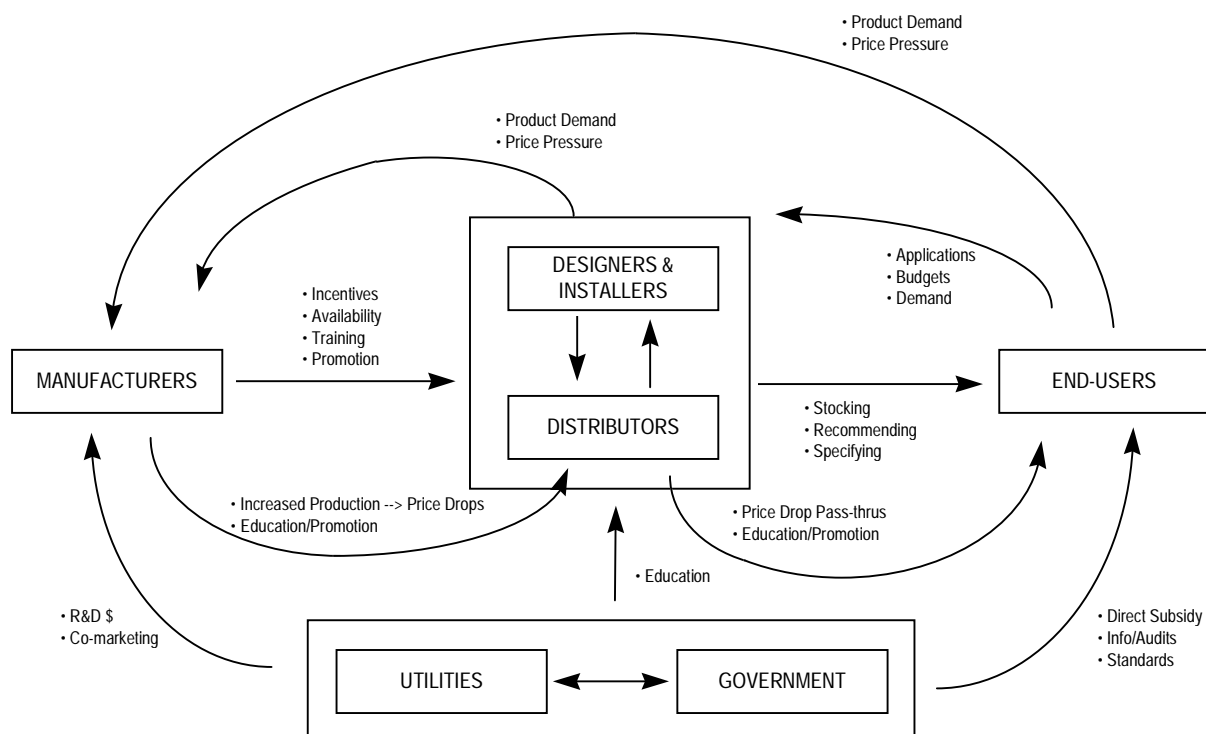 • Product Demand
• Price Pressure
• Product Demand
• Price Pressure
DESIGNERS &
INSTALLERS
• Applications
• Budgets
• Demand
• Incentives
• Availability
• Training
• Promotion
MANUFACTURERS
END-USERS
DISTRIBUTORS
• Stocking
• Recommending
• Specifying
• Increased Production --> Price Drops
• Education/Promotion
• Price Drop Pass-thrus
• Education/Promotion
• Education
• R&D $
• Co-marketing
• Direct Subsidy
• Info/Audits
• Standards
UTILITIES
GOVERNMENT